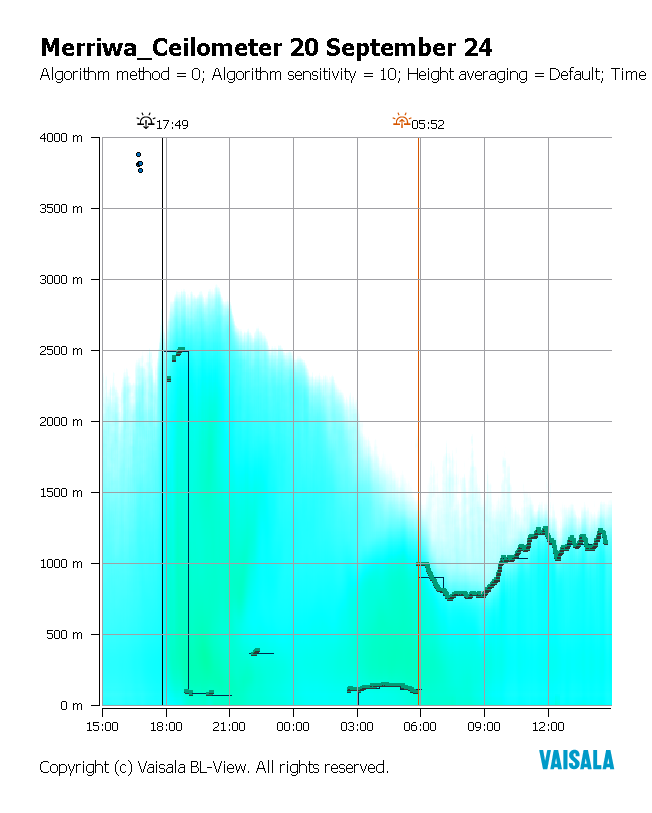 Merriwa_Ceilometer 20 September 24
Algorithm method = 0; Algorithm sensitivity = 10; Height averaging = Default; Time
17:49
05:52
4000 m
3500 m
3000 m
2500 m
2000 m
1500 m
1000 m
500 m
0 m
15:00
18:00
21:00
00:00
03:00
06:00
09:00
12:00
VAISALA
Copyright (c) Vaisala BL-View. All rights reserved.